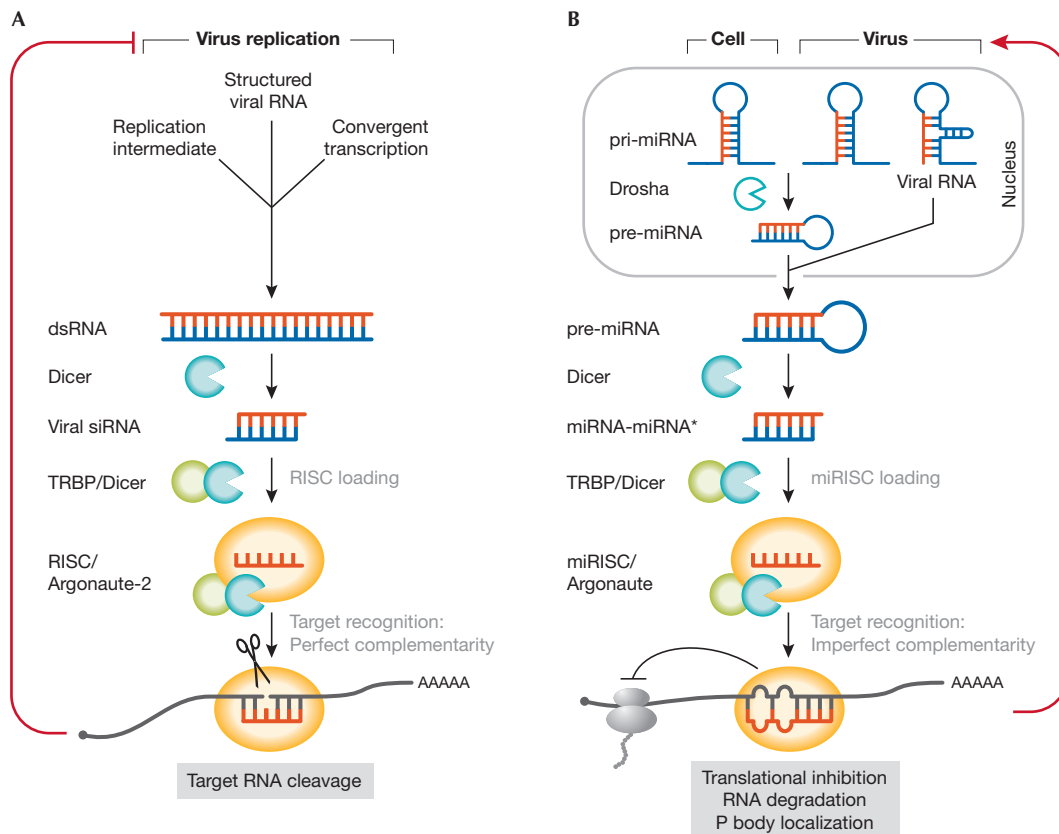 A
Virus replication
Structured
viral RNA
Replication
intermediate
Convergent
transcription
dsRNA
Dicer
Viral siRNA
TRBP/Dicer
RISC loading
RISC/
Argonaute-2
Target recognition:
Perfect complementarity
AAAAA
Target RNA cleavage
B
Cell
Virus
pri-miRNA
Drosha
Viral RNA
Nucleus
pre-miRNA
pre-miRNA
Dicer
miRNA-miRNA*
TRBP/Dicer
miRISC loading
miRISC/
Argonaute
Target recognition:
Imperfect complementarity
AAAAA
Translational inhibition
RNA degradation
P body localization